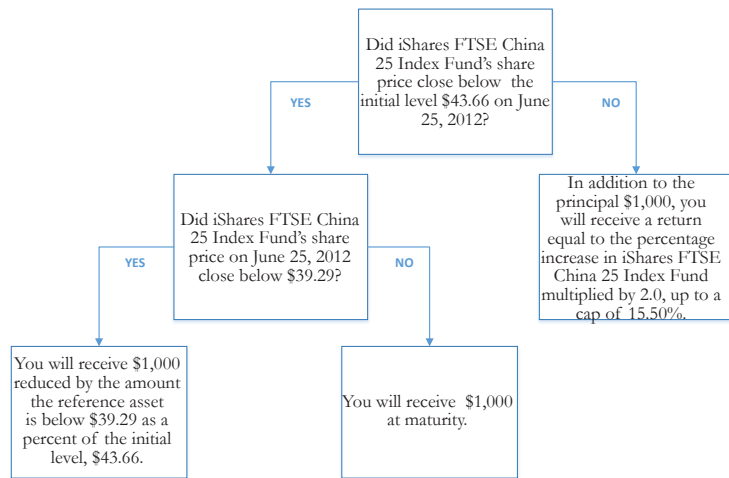 Did iShares FTSE China
25 Index Fund's share
price close below the
initial level $43.66 on June
25, 2012?
YES
NO
Did iShares FTSE China
25 Index Fund's share
price on June 25, 2012
close below $39.29?
In addition to the
principal $1,000, you
will receive a return
equal to the percentage
increase in iShares FTSE
China 25 Index Fund
multiplied by 2.0, up to a
cap of 15.50%.
YES
NO
You will receive $1,000
reduced by the amount
the reference asset
is below $39.29 as a
percent of the initial
level, $43.66.
You will receive $1,000
at maturity.